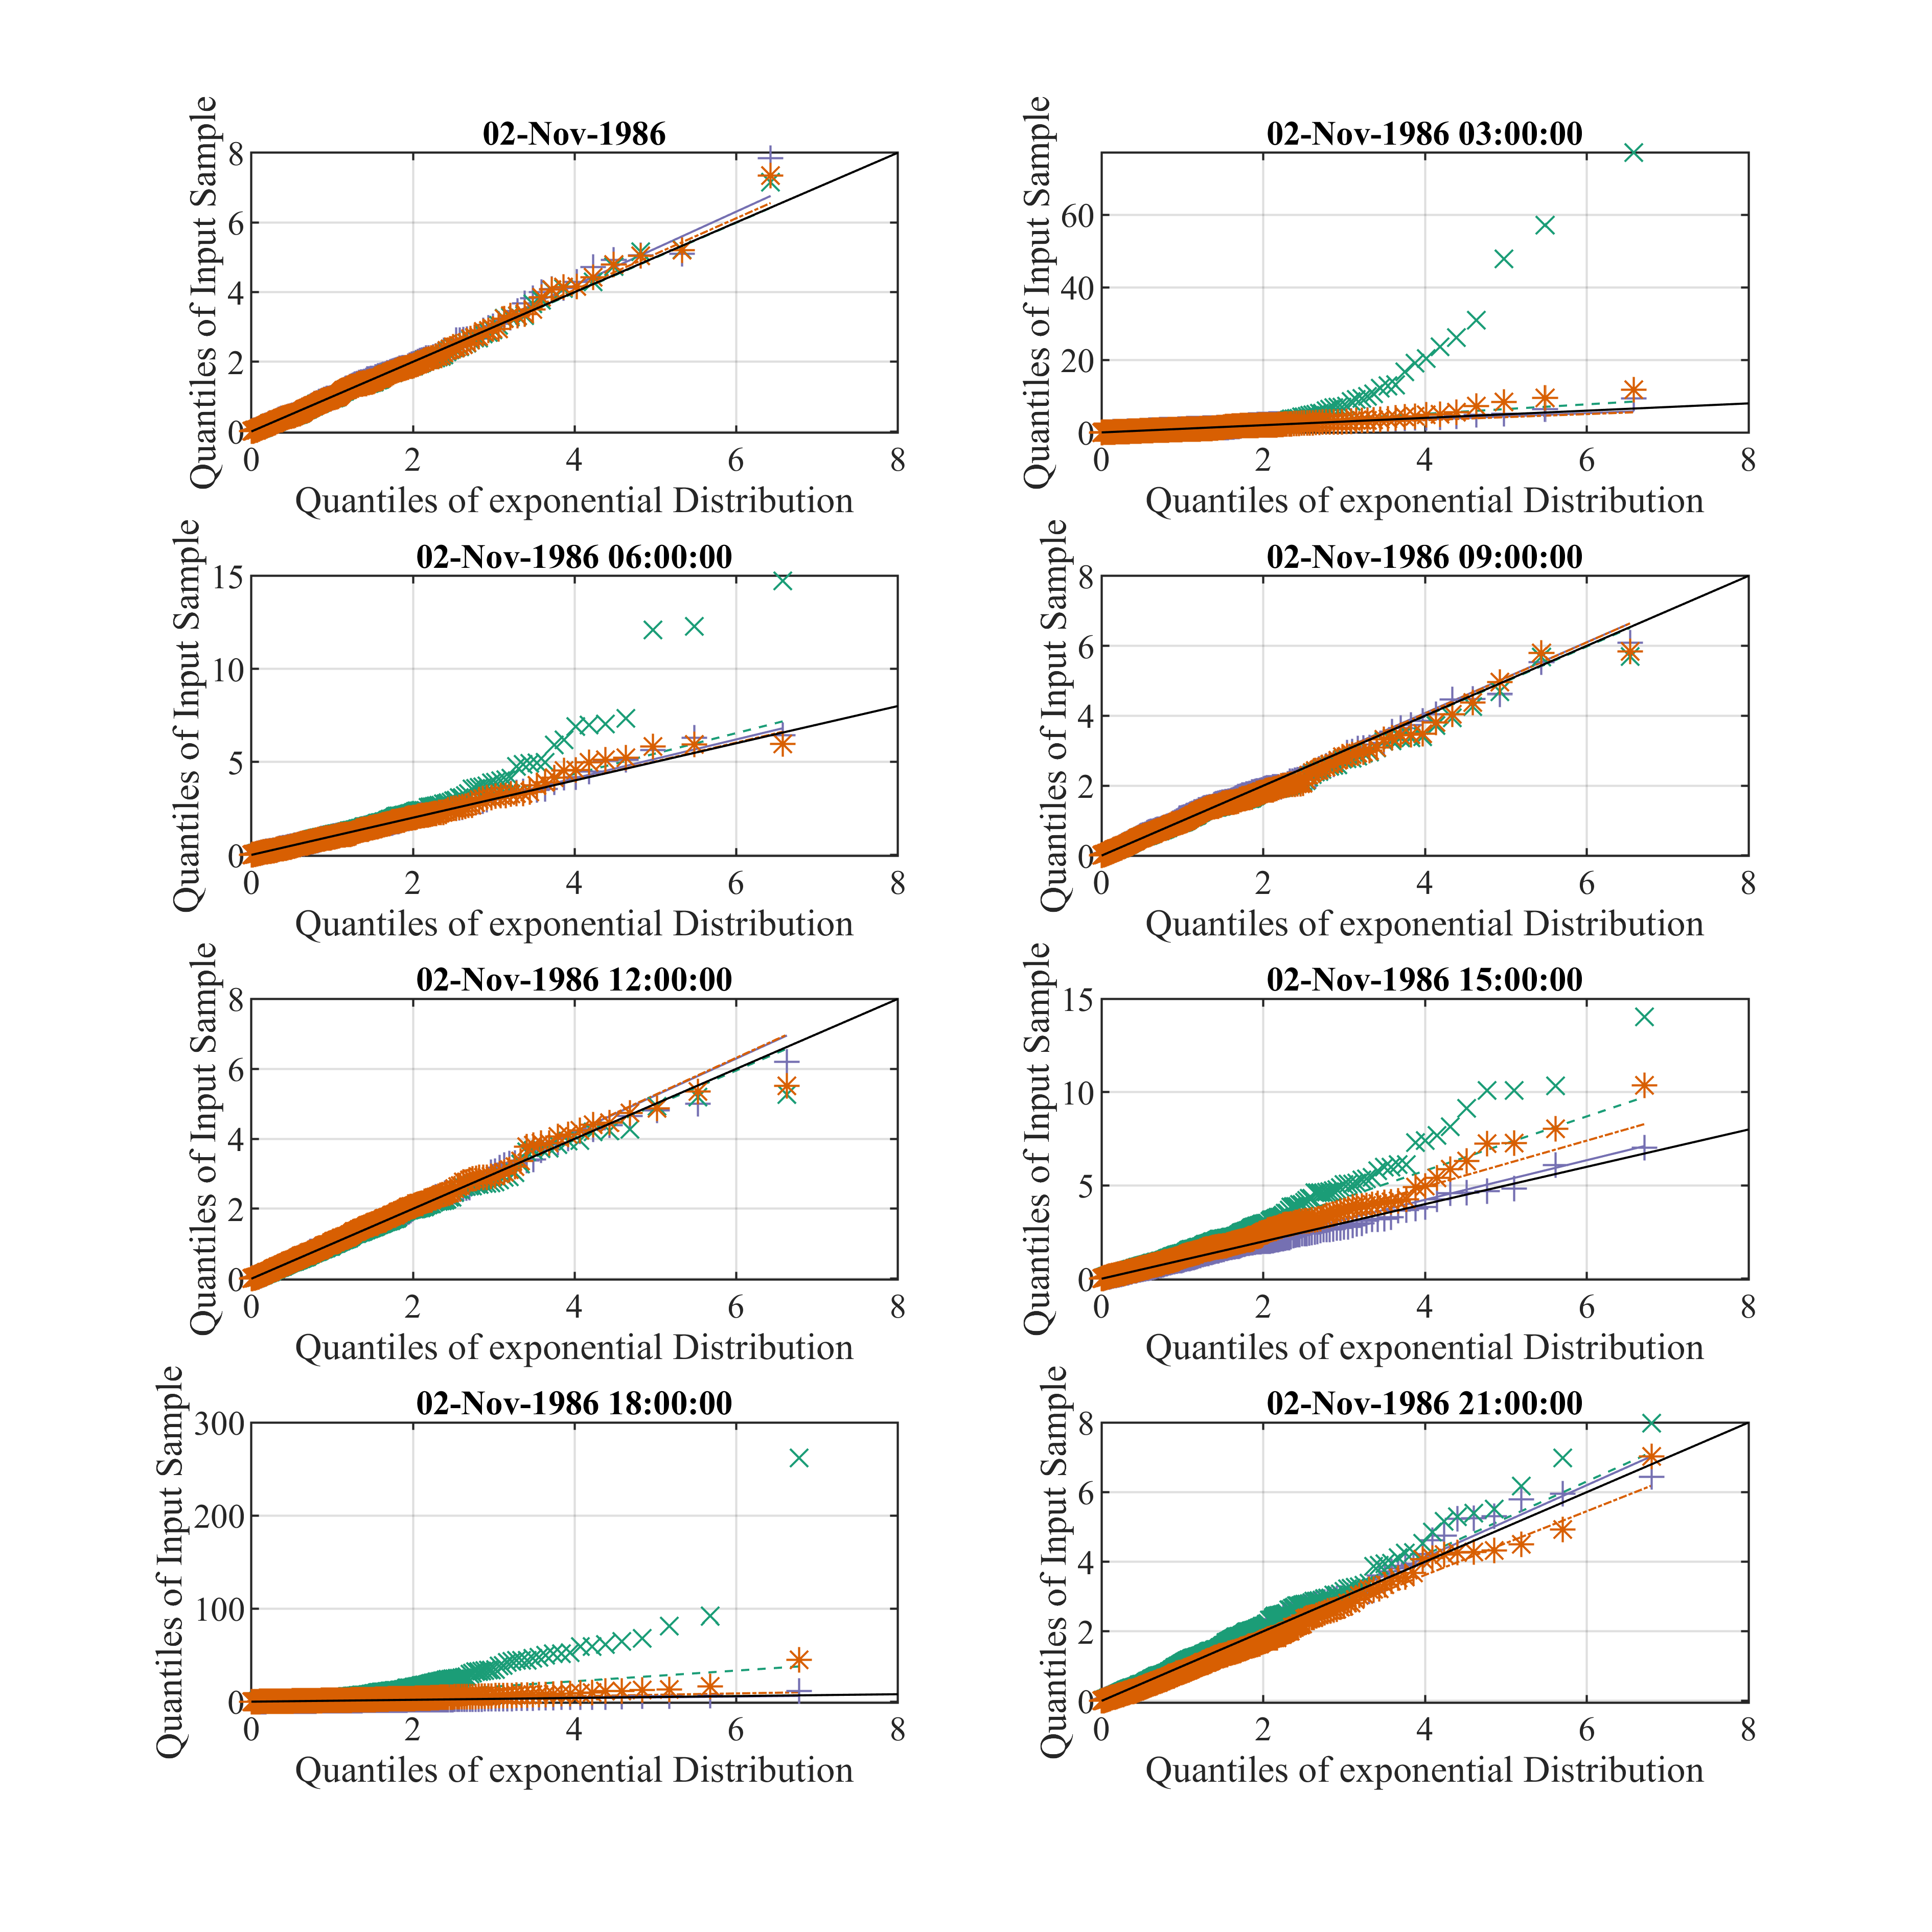 02-Nov-1986
Quantiles of Input Sample
8
6
4
2
0
0 2 4 6 8
Quantiles of exponential Distribution
02-Nov-1986 03:00:00
Quantiles of Input Sample
60
40
20
0
0 2 4 6 8
Quantiles of exponential Distribution
02-Nov-1986 06:00:00
Quantiles of Input Sample
15
10
5
0
0 2 4 6 8
Quantiles of exponential Distribution
02-Nov-1986 09:00:00
Quantiles of Input Sample
8
6
4
2
0
0 2 4 6 8
Quantiles of exponential Distribution
02-Nov-1986 12:00:00
Quantiles of Input Sample
8
6
4
2
0
0 2 4 6 8
Quantiles of exponential Distribution
02-Nov-1986 15:00:00
Quantiles of Input Sample
15
10
5
0
0 2 4 6 8
Quantiles of exponential Distribution
02-Nov-1986 18:00:00
Quantiles of Input Sample
300
200
100
0
0 2 4 6 8
Quantiles of exponential Distribution
02-Nov-1986 21:00:00
Quantiles of Input Sample
8
6
4
2
0
0 2 4 6 8
Quantiles of exponential Distribution